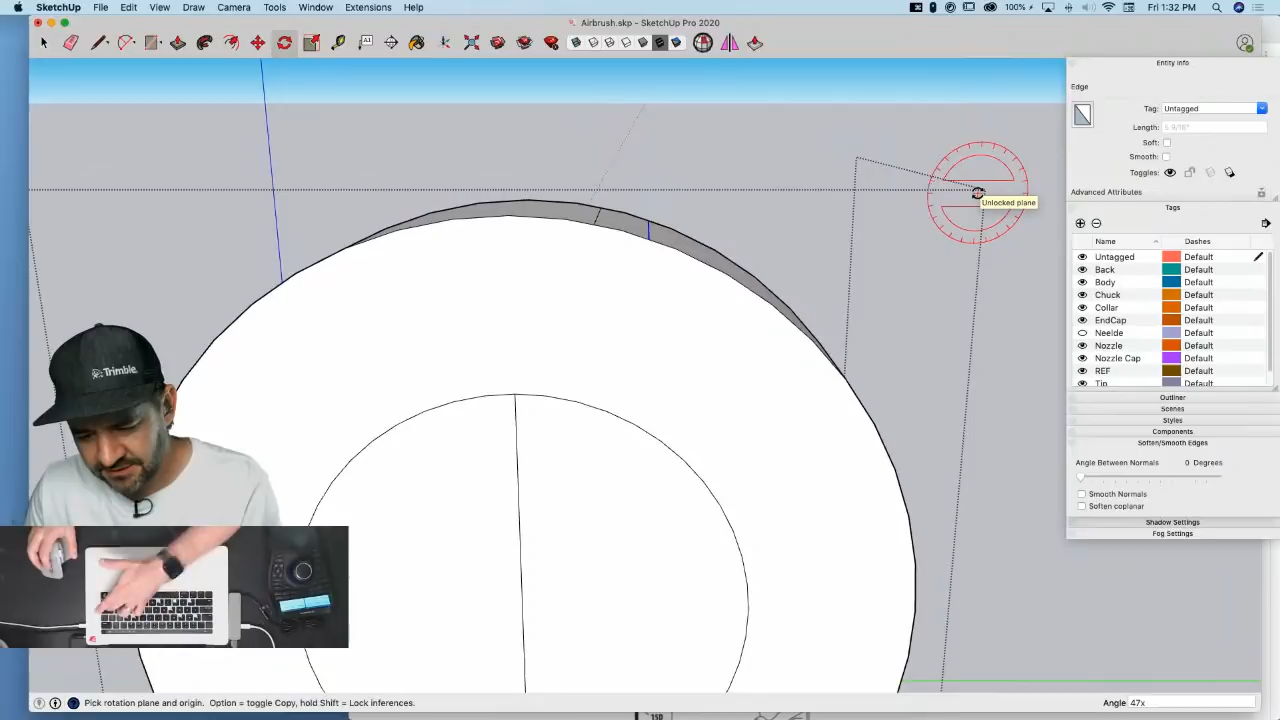 SketchUp File Edit View Draw Camera Tools Window Extensions Help
100% Fri 1:32 PM
Airbrush.skp - SketchUp Pro 2020
Entity Info
Edge
Tag: Untagged
Length: 5 9/16"
Soft:
Smooth:
Toggles:
Advanced Attributes
Unlocked plane
Tags
Name Dashes
Untagged Default
Back Default
Body Default
Chuck Default
Collar Default
EndCap Default
Neelde Default
Nozzle Default
Nozzle Cap Default
REF Default
Tip Default
Outliner
Scenes
Styles
Components
Soften/Smooth Edges
Angle Between Normals 0 Degrees
Smooth Normals
Soften coplanar
Shadow Settings
Fog Settings
Trimble
Pick rotation plane and origin. Option = toggle Copy, hold Shift = Lock inferences.
Angle 47x